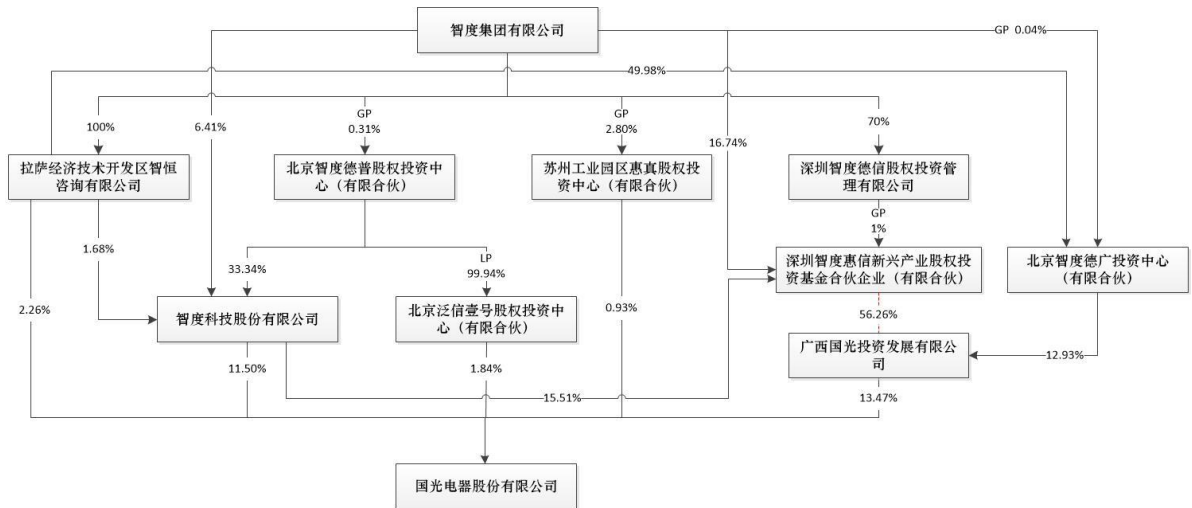 智度集团有限公司
GP 0.04%
49.98%
100%
6.41%
GP
0.31%
GP
2.80%
16.74%
70%
拉萨经济技术开发区智恒
咨询有限公司
北京智度德普股权投资中
心（有限合伙）
苏州工业园区惠真股权投
资中心（有限合伙）
深圳智度德信股权投资管
理有限公司
GP
1%
1.68%
33.34%
LP
99.94%
深圳智度惠信新兴产业股权投
资基金合伙企业（有限合伙）
北京智度德广投资中心
（有限合伙）
2.26%
智度科技股份有限公司
北京泛信壹号股权投资中
心（有限合伙）
0.93%
56.26%
广西国光投资发展有限公
司
12.93%
11.50%
1.84%
15.51%
13.47%
国光电器股份有限公司